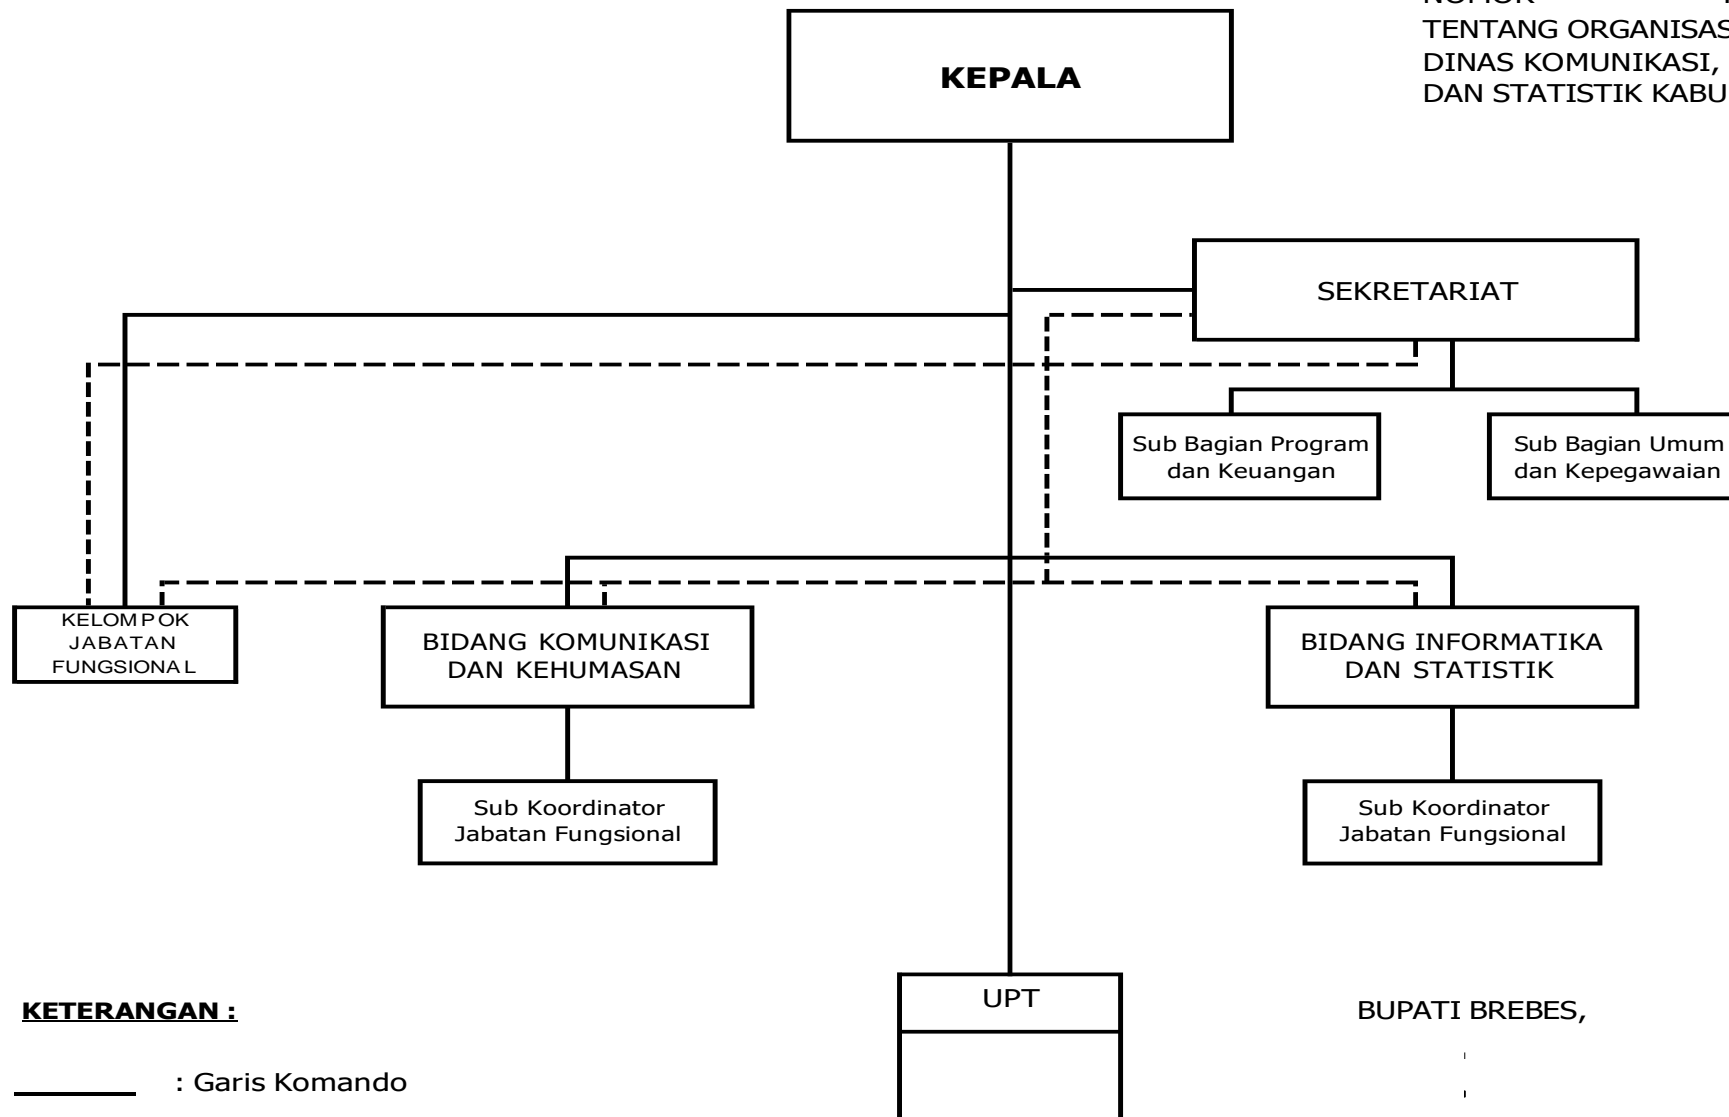 TENTANG ORGANISAS
DINAS KOMUNIKASI,
DAN STATISTIK KABU
KEPALA
SEKRETARIAT
Sub Bagian Program
dan Keuangan
Sub Bagian Umum
dan Kepegawaian
KELOMPOK
JABATAN
FUNGSIONAL
BIDANG KOMUNIKASI
DAN KEHUMASAN
BIDANG INFORMATIKA
DAN STATISTIK
Sub Koordinator
Jabatan Fungsional
Sub Koordinator
Jabatan Fungsional
UPT
KETERANGAN :
: Garis Komando
BUPATI BREBES,